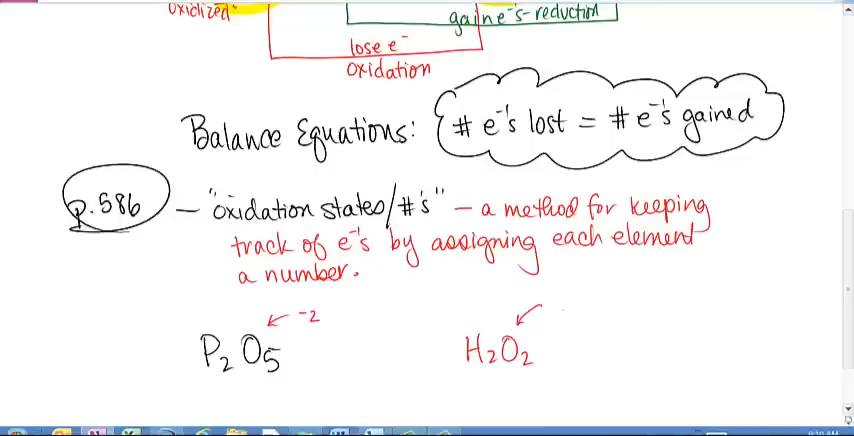 oxidized
gain e⁻'s - reduction
lose e⁻
oxidation
Balance Equations: # e⁻'s lost = # e⁻'s gained
p.586 — "oxidation states/#'s" — a method for keeping
track of e⁻'s by assigning each element
a number.
← -2
P₂O₅ H₂O₂